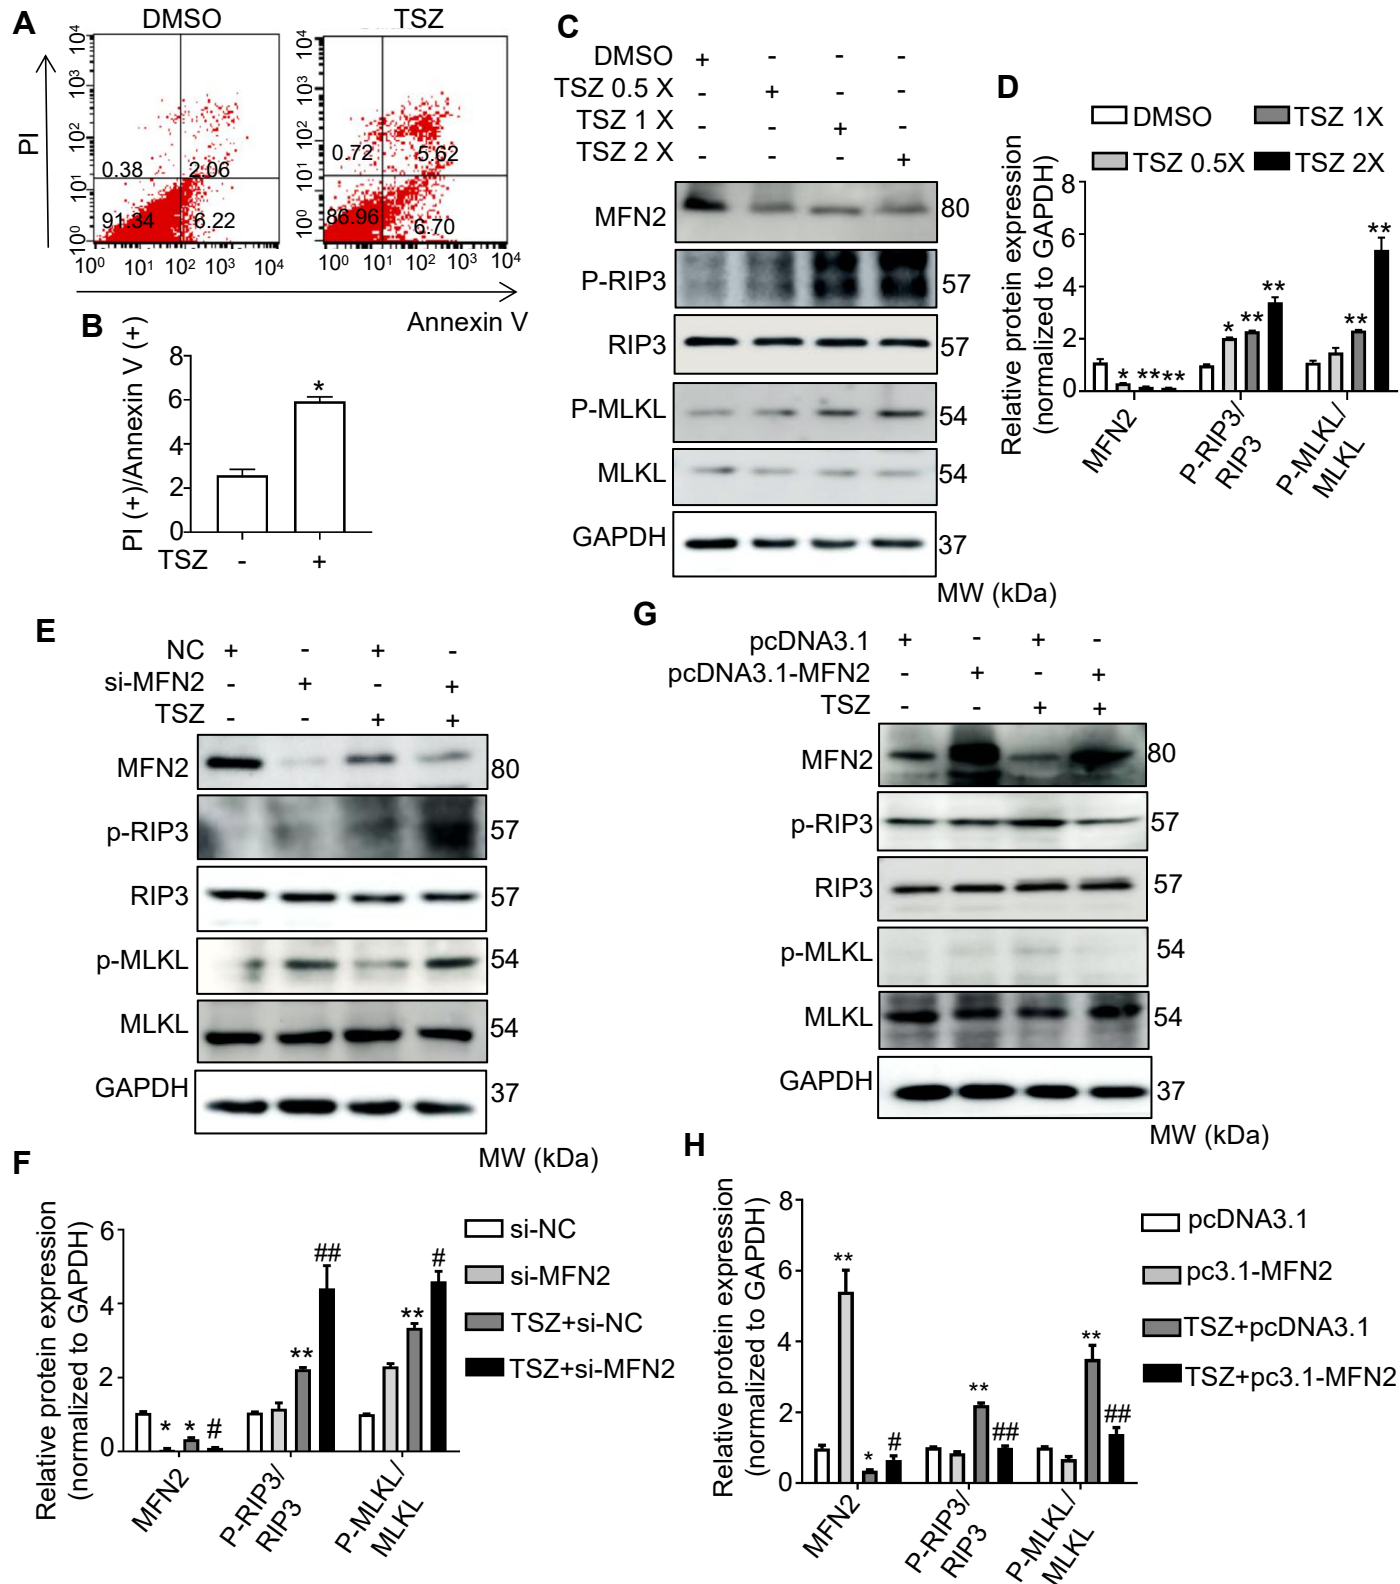 A
DMSO
TSZ
PI
10⁴
10³
10²
10¹
10⁰
0.38
2.06
91.34
6.22
10⁰ 10¹ 10² 10³ 10⁴
10⁴
10³
10²
10¹
10⁰
0.72
5.62
86.96
6.70
10⁰ 10¹ 10² 10³ 10⁴
Annexin V
B
PI (+)/Annexin V (+)
8
6
4
2
0
*
TSZ - +
C
DMSO + - - -
TSZ 0.5 X - + - -
TSZ 1 X - - + -
TSZ 2 X - - - +
MFN2 80
P-RIP3 57
RIP3 57
P-MLKL 54
MLKL 54
GAPDH 37
MW (kDa)
D
DMSO
TSZ 1X
TSZ 0.5X
TSZ 2X
Relative protein expression
(normalized to GAPDH)
8
6
4
2
0
* ** **
* ** **
** **
MFN2
P-RIP3/
RIP3
P-MLKL/
MLKL
E
NC + - + -
si-MFN2 - + - +
TSZ - - + +
MFN2 80
p-RIP3 57
RIP3 57
p-MLKL 54
MLKL 54
GAPDH 37
MW (kDa)
G
pcDNA3.1 + - + -
pcDNA3.1-MFN2 - + - +
TSZ - - + +
MFN2 80
p-RIP3 57
RIP3 57
p-MLKL 54
MLKL 54
GAPDH 37
MW (kDa)
F
Relative protein expression
(normalized to GAPDH)
6
4
2
0
* * #
** ##
** #
MFN2
P-RIP3/
RIP3
P-MLKL/
MLKL
si-NC
si-MFN2
TSZ+si-NC
TSZ+si-MFN2
H
Relative protein expression
(normalized to GAPDH)
8
6
4
2
0
** * #
** ##
** ##
MFN2
P-RIP3/
RIP3
P-MLKL/
MLKL
pcDNA3.1
pc3.1-MFN2
TSZ+pcDNA3.1
TSZ+pc3.1-MFN2